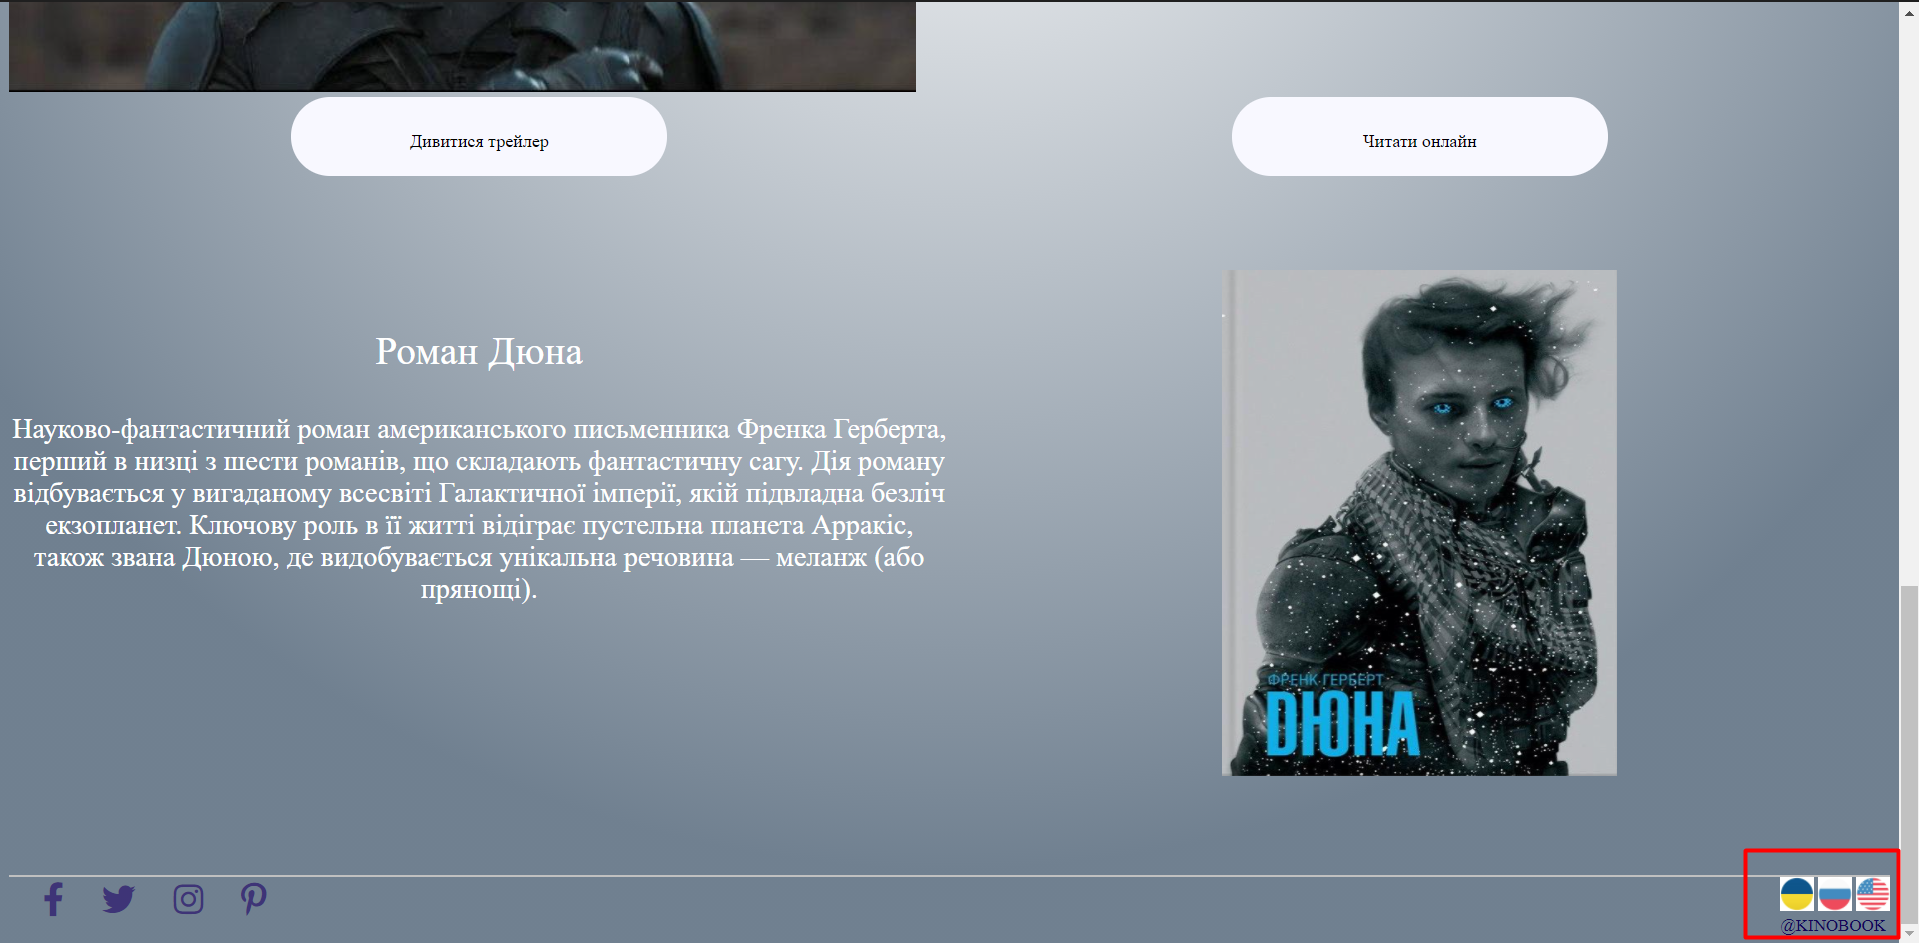 Дивитися трейлер
Читати онлайн
Роман Дюна
Науково-фантастичний роман американського письменника Френка Герберта,
перший в низці з шести романів, що складають фантастичну сагу. Дія роману
відбувається у вигаданому всесвіті Галактичної імперії, якій підвладна безліч
екзопланет. Ключову роль в її житті відіграє пустельна планета Арракіс,
також звана Дюною, де видобувається унікальна речовина — меланж (або
прянощі).
ФРЕНК ГЕРБЕРТ
ДЮНА
@KINOBOOK